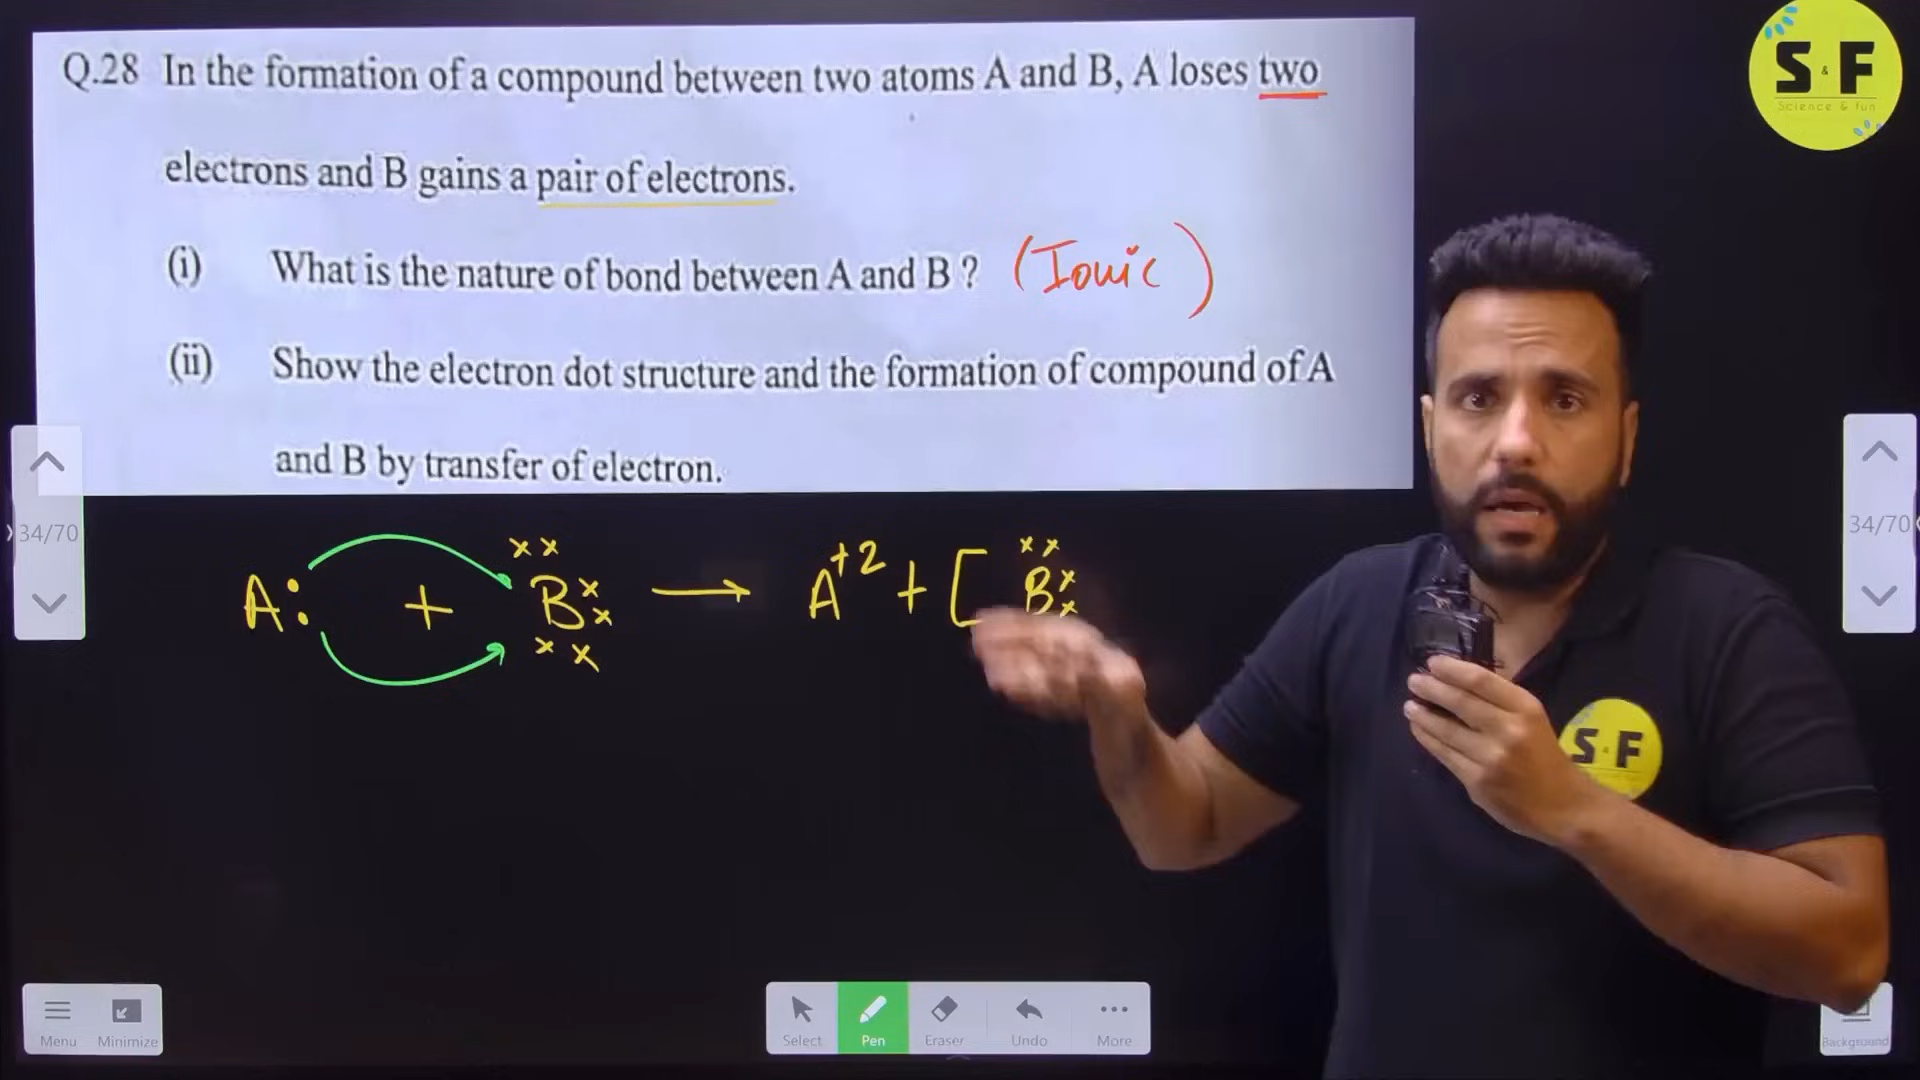 Q.28 In the formation of a compound between two atoms A and B, A loses two
electrons and B gains a pair of electrons.
(i) What is the nature of bond between A and B ? (Ionic)
(ii) Show the electron dot structure and the formation of compound of A
and B by transfer of electron.
S & F
Science & fun
34/70
34/70
A: + xx B x x x x → A+2 + [ xx B x x
S & F
Menu
Minimize
Select
Pen
Eraser
Undo
More
Background